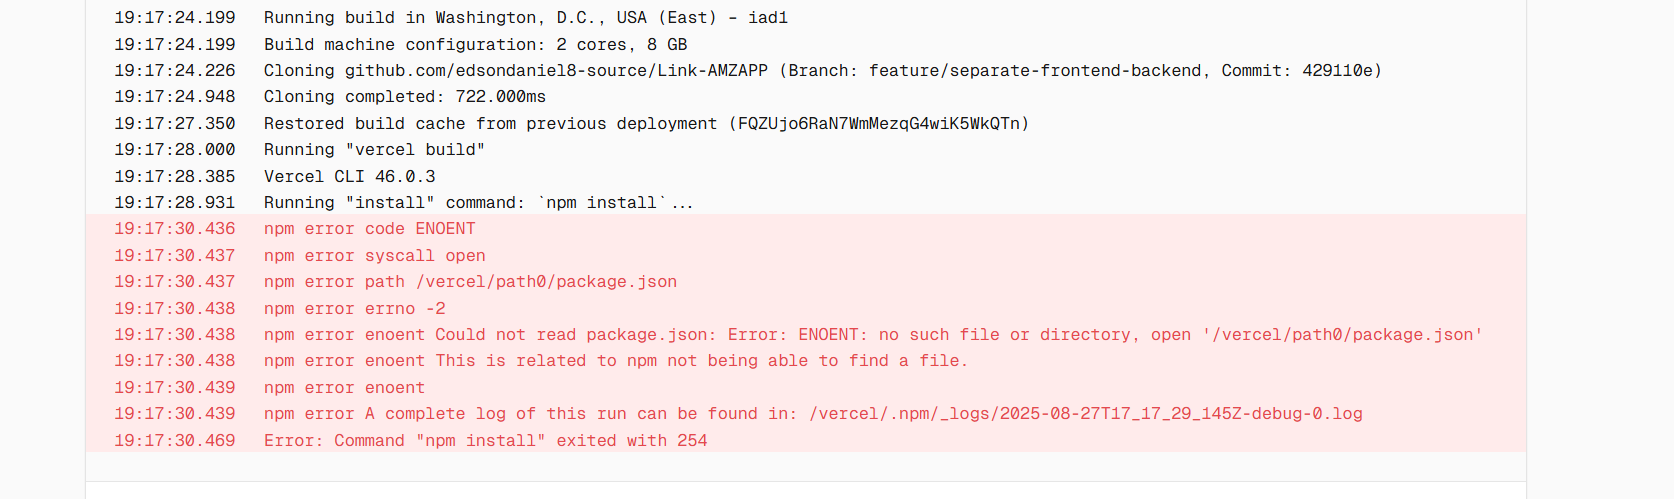 19:17:24.199 Running build in Washington, D.C., USA (East) – iad1
19:17:24.199 Build machine configuration: 2 cores, 8 GB
19:17:24.226 Cloning github.com/edsondaniel8-source/Link-AMZAPP (Branch: feature/separate-frontend-backend, Commit: 429110e)
19:17:24.948 Cloning completed: 722.000ms
19:17:27.350 Restored build cache from previous deployment (FQZUjo6RaN7WmMezqG4wiK5WkQTn)
19:17:28.000 Running "vercel build"
19:17:28.385 Vercel CLI 46.0.3
19:17:28.931 Running "install" command: `npm install`...
19:17:30.436 npm error code ENOENT
19:17:30.437 npm error syscall open
19:17:30.437 npm error path /vercel/path0/package.json
19:17:30.438 npm error errno -2
19:17:30.438 npm error enoent Could not read package.json: Error: ENOENT: no such file or directory, open '/vercel/path0/package.json'
19:17:30.438 npm error enoent This is related to npm not being able to find a file.
19:17:30.439 npm error enoent
19:17:30.439 npm error A complete log of this run can be found in: /vercel/.npm/_logs/2025-08-27T17_17_29_145Z-debug-0.log
19:17:30.469 Error: Command "npm install" exited with 254